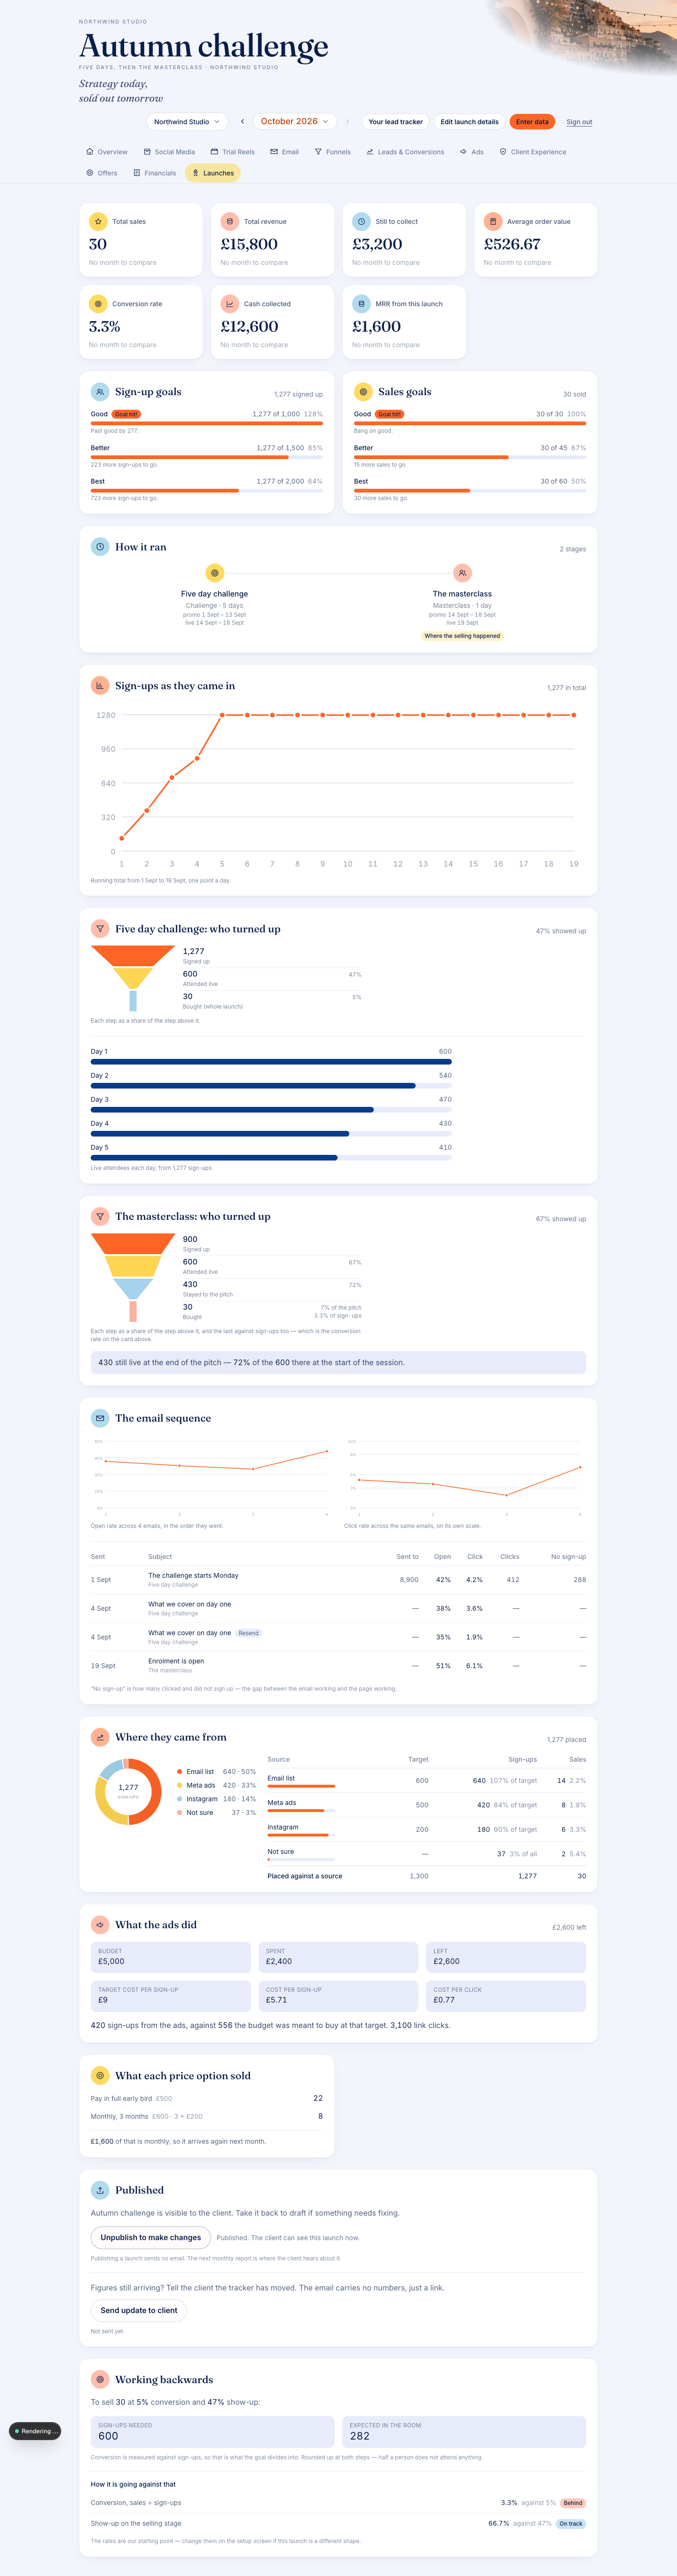 NORTHWIND STUDIO
Autumn challenge
FIVE DAYS, THEN THE MASTERCLASS · NORTHWIND STUDIO
Strategy today,
sold out tomorrow
Northwind Studio
October 2026
Your lead tracker
Edit launch details
Enter data
Sign out
Overview
Social Media
Trial Reels
Email
Funnels
Leads & Conversions
Ads
Client Experience
Offers
Financials
Launches
Total sales
30
No month to compare
Total revenue
£15,800
No month to compare
Still to collect
£3,200
No month to compare
Average order value
£526.67
No month to compare
Conversion rate
3.3%
No month to compare
Cash collected
£12,600
No month to compare
MRR from this launch
£1,600
No month to compare
Sign-up goals
1,277 signed up
Good Goal hit! 1,277 of 1,000 128%
Past good by 277.
Better 1,277 of 1,500 85%
223 more sign-ups to go.
Best 1,277 of 2,000 64%
723 more sign-ups to go.
Sales goals
30 sold
Good Goal hit! 30 of 30 100%
Bang on good.
Better 30 of 45 67%
15 more sales to go.
Best 30 of 60 50%
30 more sales to go.
How it ran
2 stages
Five day challenge
Challenge · 5 days
promo 1 Sept – 13 Sept
live 14 Sept – 18 Sept
The masterclass
Masterclass · 1 day
promo 14 Sept – 18 Sept
live 19 Sept
Where the selling happened
Sign-ups as they came in
1,277 in total
1280
960
640
320
0
1 2 3 4 5 6 7 8 9 10 11 12 13 14 15 16 17 18 19
Running total from 1 Sept to 19 Sept, one point a day.
Five day challenge: who turned up
47% showed up
1,277
Signed up
600 47%
Attended live
30 5%
Bought (whole launch)
Each step as a share of the step above it.
Day 1 600
Day 2 540
Day 3 470
Day 4 430
Day 5 410
Live attendees each day, from 1,277 sign-ups.
The masterclass: who turned up
67% showed up
900
Signed up
600 67%
Attended live
430 72%
Stayed to the pitch
30 7% of the pitch
Bought 3.3% of sign-ups
Each step as a share of the step above it, and the last against sign-ups too — which is the conversion
rate on the card above.
430 still live at the end of the pitch — 72% of the 600 there at the start of the session.
The email sequence
Open rate across 4 emails, in the order they went.
Click rate across the same emails, on its own scale.
Sent Subject Sent to Open Click Clicks No sign-up
1 Sept The challenge starts Monday 8,900 42% 4.2% 412 288
Five day challenge
4 Sept What we cover on day one — 38% 3.6% — —
Five day challenge
4 Sept What we cover on day one Resend — 35% 1.9% — —
Five day challenge
19 Sept Enrolment is open — 51% 6.1% — —
The masterclass
"No sign-up" is how many clicked and did not sign up — the gap between the email working and the page working.
Where they came from
1,277 placed
1,277
SIGN-UPS
Email list 640 · 50%
Meta ads 420 · 33%
Instagram 180 · 14%
Not sure 37 · 3%
Source Target Sign-ups Sales
Email list 600 640 107% of target 14 2.2%
Meta ads 500 420 84% of target 8 1.9%
Instagram 200 180 90% of target 6 3.3%
Not sure — 37 3% of all 2 5.4%
Placed against a source 1,300 1,277 30
What the ads did
£2,600 left
BUDGET
£5,000
SPENT
£2,400
LEFT
£2,600
TARGET COST PER SIGN-UP
£9
COST PER SIGN-UP
£5.71
COST PER CLICK
£0.77
420 sign-ups from the ads, against 556 the budget was meant to buy at that target. 3,100 link clicks.
What each price option sold
Pay in full early bird £500 22
Monthly, 3 months £600 · 3 × £200 8
£1,600 of that is monthly, so it arrives again next month.
Published
Autumn challenge is visible to the client. Take it back to draft if something needs fixing.
Unpublish to make changes
Published. The client can see this launch now.
Publishing a launch sends no email. The next monthly report is where the client hears about it.
Figures still arriving? Tell the client the tracker has moved. The email carries no numbers, just a link.
Send update to client
Not sent yet.
Working backwards
To sell 30 at 5% conversion and 47% show-up:
SIGN-UPS NEEDED
600
EXPECTED IN THE ROOM
282
Conversion is measured against sign-ups, so that is what the goal divides into. Rounded up at both steps — half a person does not attend anything.
How it is going against that
Conversion, sales ÷ sign-ups 3.3% against 5% Behind
Show-up on the selling stage 66.7% against 47% On track
The rates are our starting point — change them on the setup screen if this launch is a different shape.
Rendering...